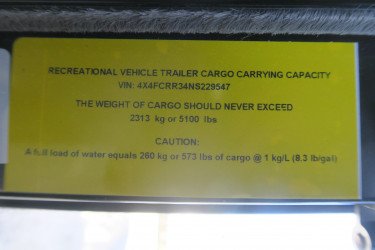 RECREATIONAL VEHICLE TRAILER CARGO CARRYING CAPACITY
VIN: 4X4FCRR34NS229547
THE WEIGHT OF CARGO SHOULD NEVER EXCEED
2313 kg or 5100 lbs
CAUTION:
A full load of water equals 260 kg or 573 lbs of cargo @ 1 kg/L (8.3 lb/gal)